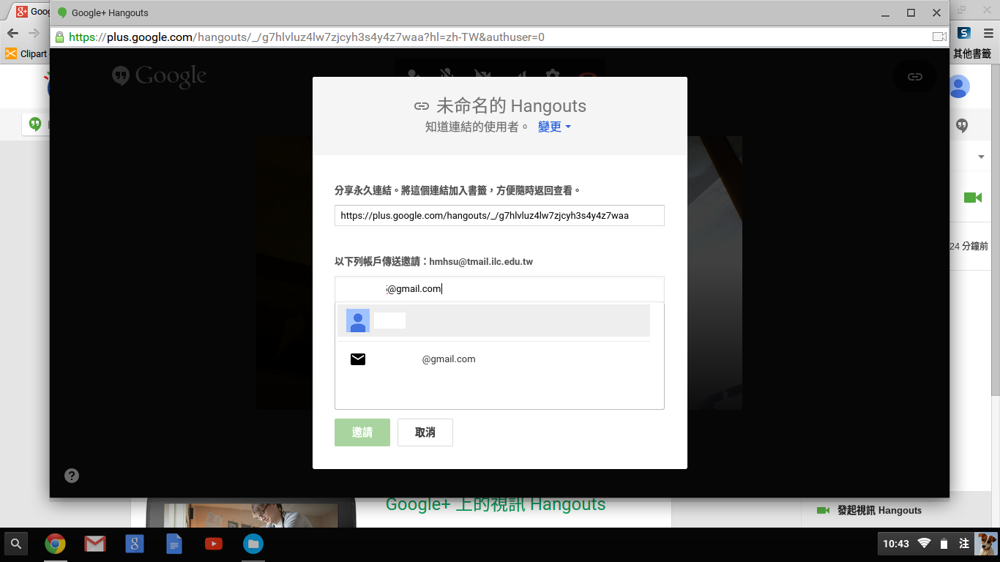 Goo
Google+ Hangouts
https://plus.google.com/hangouts/_/g7hlvluz4lw7zjcyh3s4y4z7waa?hl=zh-TW&authuser=0
Clipart
其他書籤
Google
未命名的 Hangouts
知道連結的使用者。 變更
分享永久連結。將這個連結加入書籤，方便隨時返回查看。
https://plus.google.com/hangouts/_/g7hlvluz4lw7zjcyh3s4y4z7waa
24 分鐘前
以下列帳戶傳送邀請：hmhsu@tmail.ilc.edu.tw
@gmail.com
@gmail.com
邀請 取消
Google+ 上的視訊 Hangouts
發起視訊 Hangouts
10:43 注